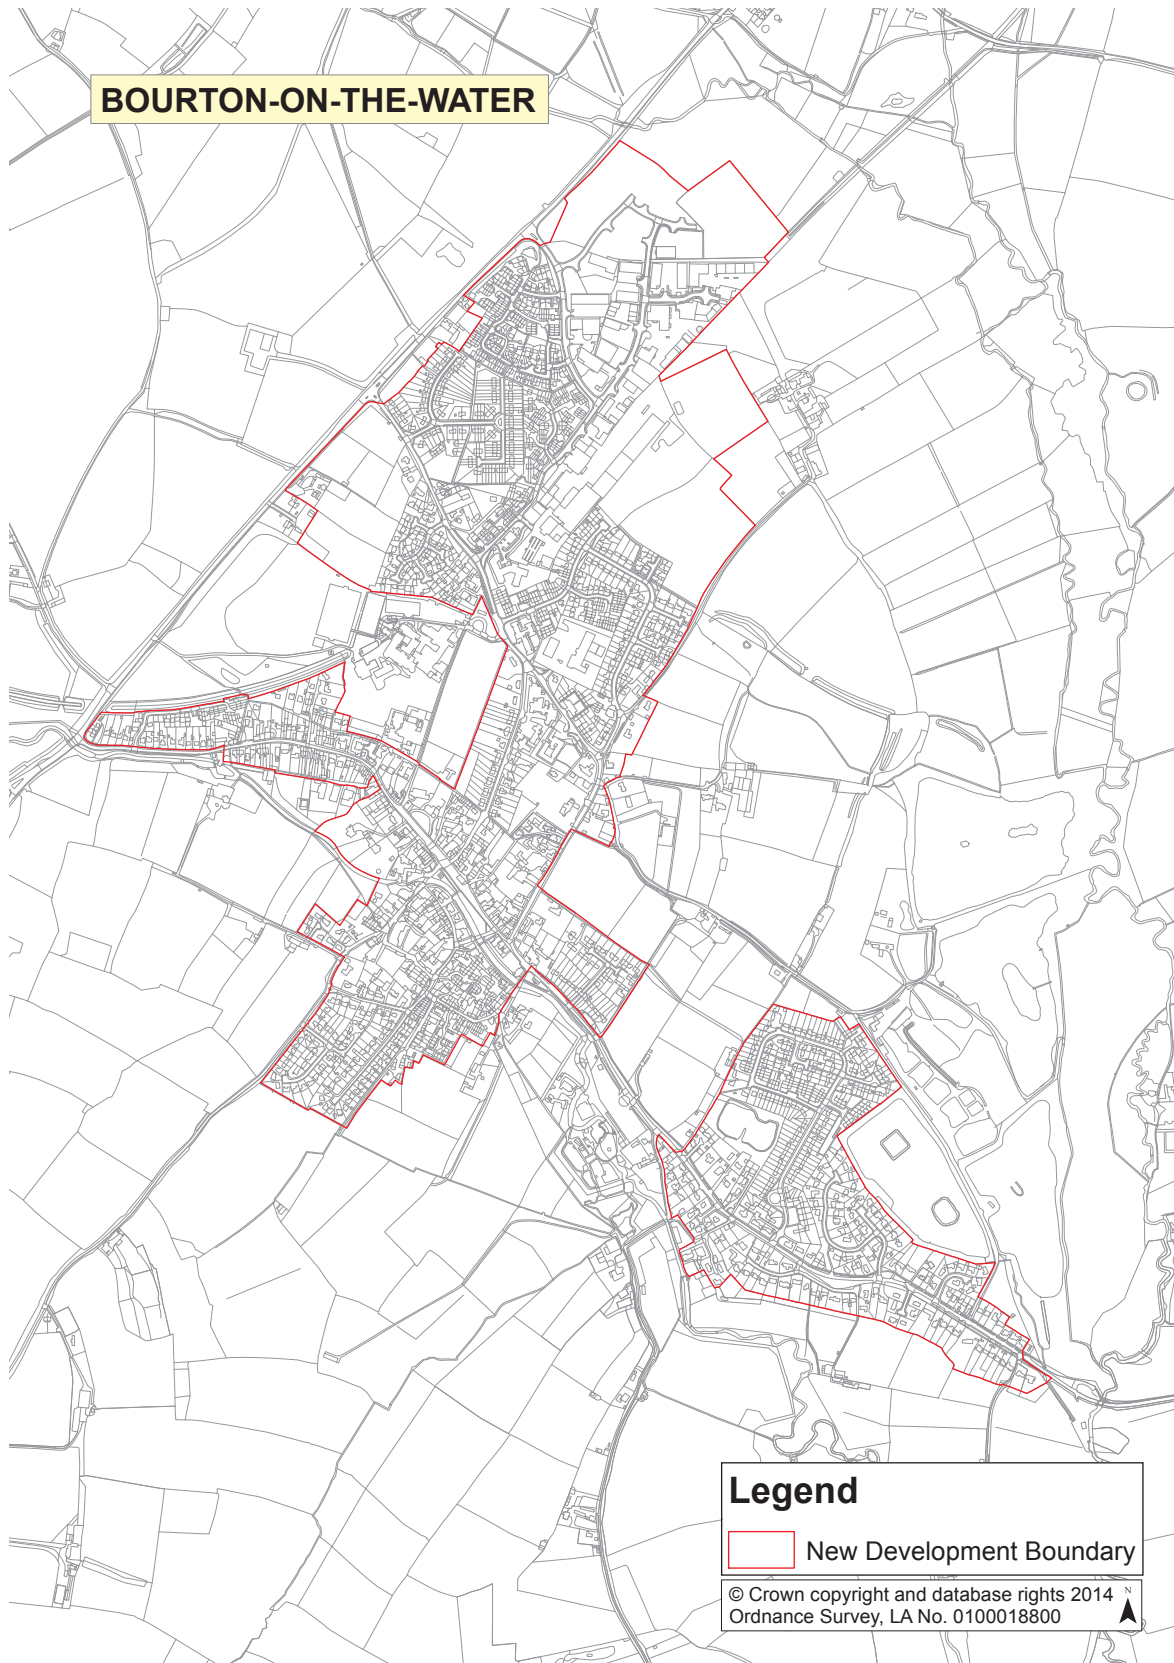 BOURTON-ON-THE-WATER
Legend
New Development Boundary
© Crown copyright and database rights 2014
Ordnance Survey, LA No. 0100018800
N